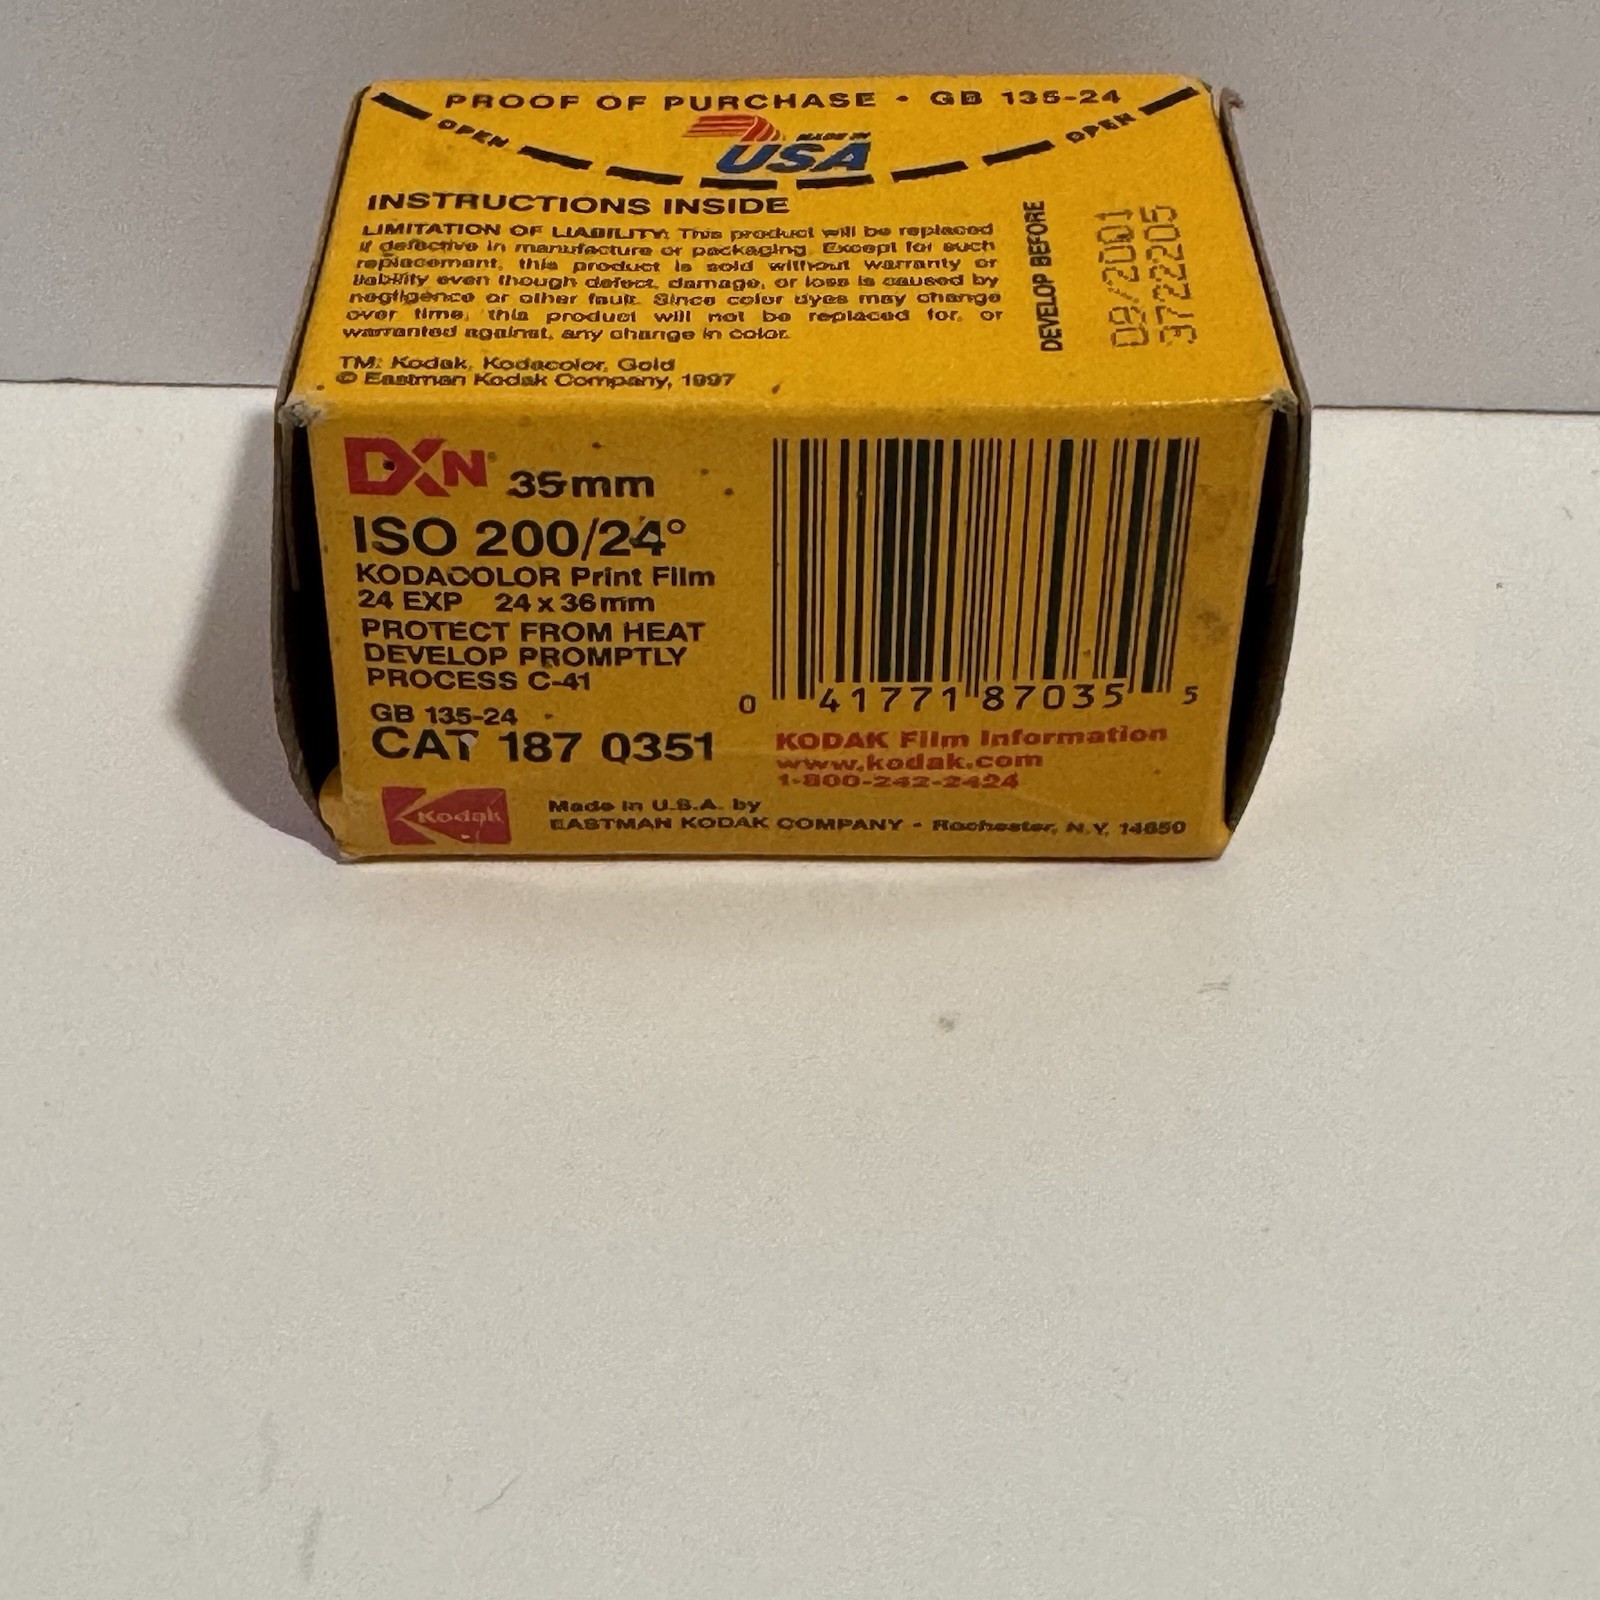 PROOF OF PURCHASE • GB 135-24
OPEN
OPEN
MADE IN
USA
INSTRUCTIONS INSIDE
LIMITATION OF LIABILITY: This product will be replaced
if defective in manufacture or packaging. Except for such
replacement, this product is sold without warranty or
liability even though defect, damage, or loss is caused by
negligence or other fault. Since color dyes may change
over time, this product will not be replaced for, or
warranted against, any change in color.
TM: Kodak, Kodacolor, Gold
© Eastman Kodak Company, 1997
DEVELOP BEFORE
09/2001
3722205
DXN® 35mm
ISO 200/24°
KODACOLOR Print Film
24 EXP 24 x 36mm
PROTECT FROM HEAT
DEVELOP PROMPTLY
PROCESS C-41
GB 135-24
CAT 187 0351
0 41771 87035 5
KODAK Film Information
www.kodak.com
1-800-242-2424
Kodak
Made in U.S.A. by
EASTMAN KODAK COMPANY • Rochester, N.Y. 14650